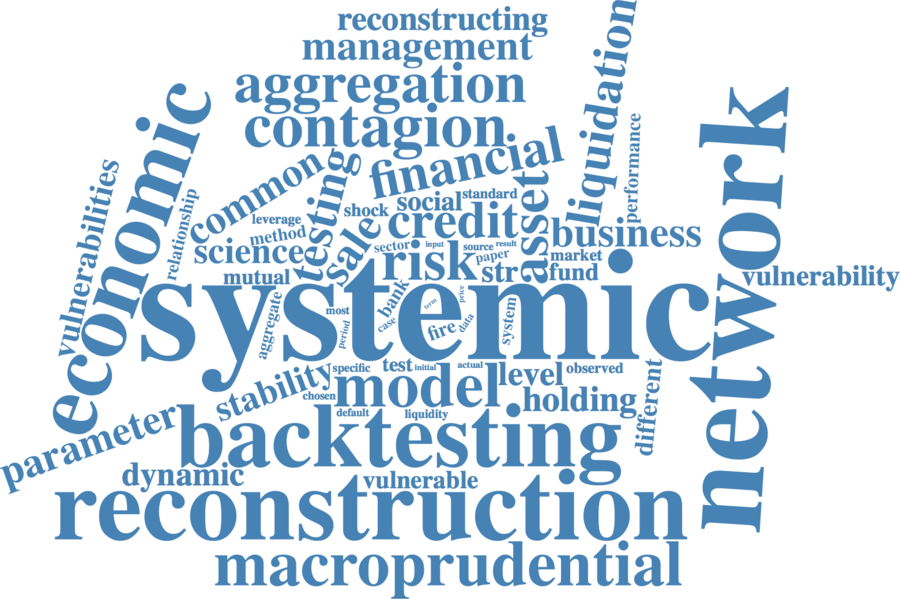 reconstructing
management
aggregation
contagion
liquidation
performance
economic
vulnerabilities
relationship
common
testing
sale
financial
asset
network
leverage
method
science
mutual
shock
social
standard
credit
business
sector
input
source
result
risk
paper
str
market
fund
vulnerability
systemic
aggregate
most
period
bank
case
term
price
fire
data
system
stability
specific
test
initial
actual
level
observed
chosen
model
holding
different
default
liquidity
parameter
backtesting
dynamic
vulnerable
reconstruction
macroprudential